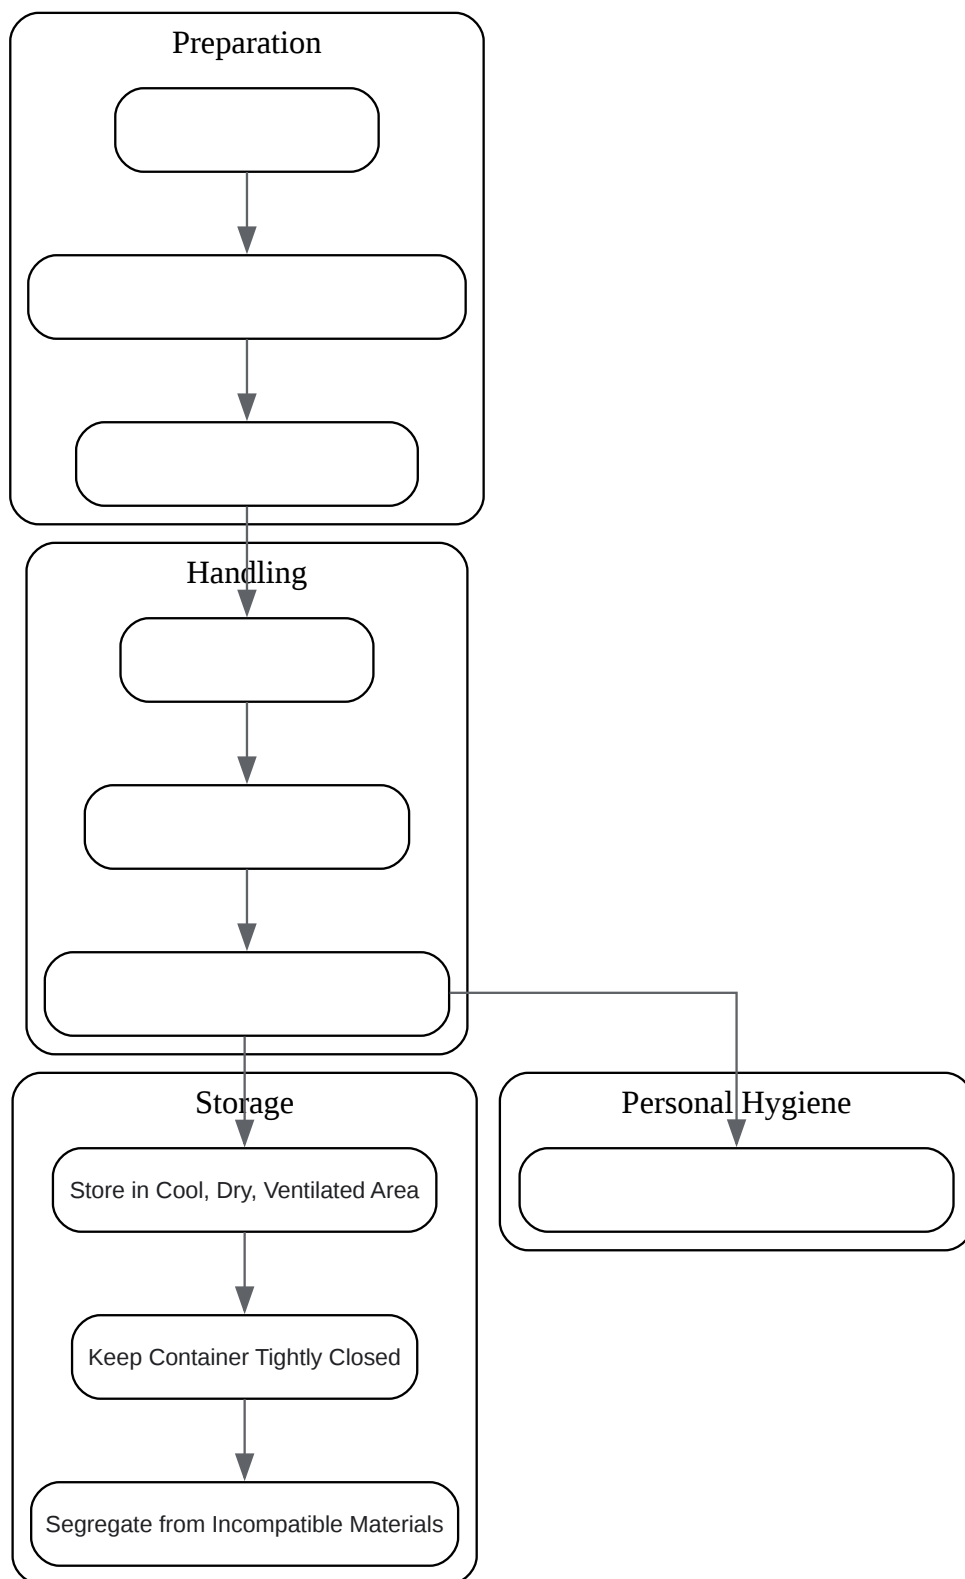 Preparation
Handling
Storage
Personal Hygiene
Store in Cool, Dry, Ventilated Area
Keep Container Tightly Closed
Segregate from Incompatible Materials